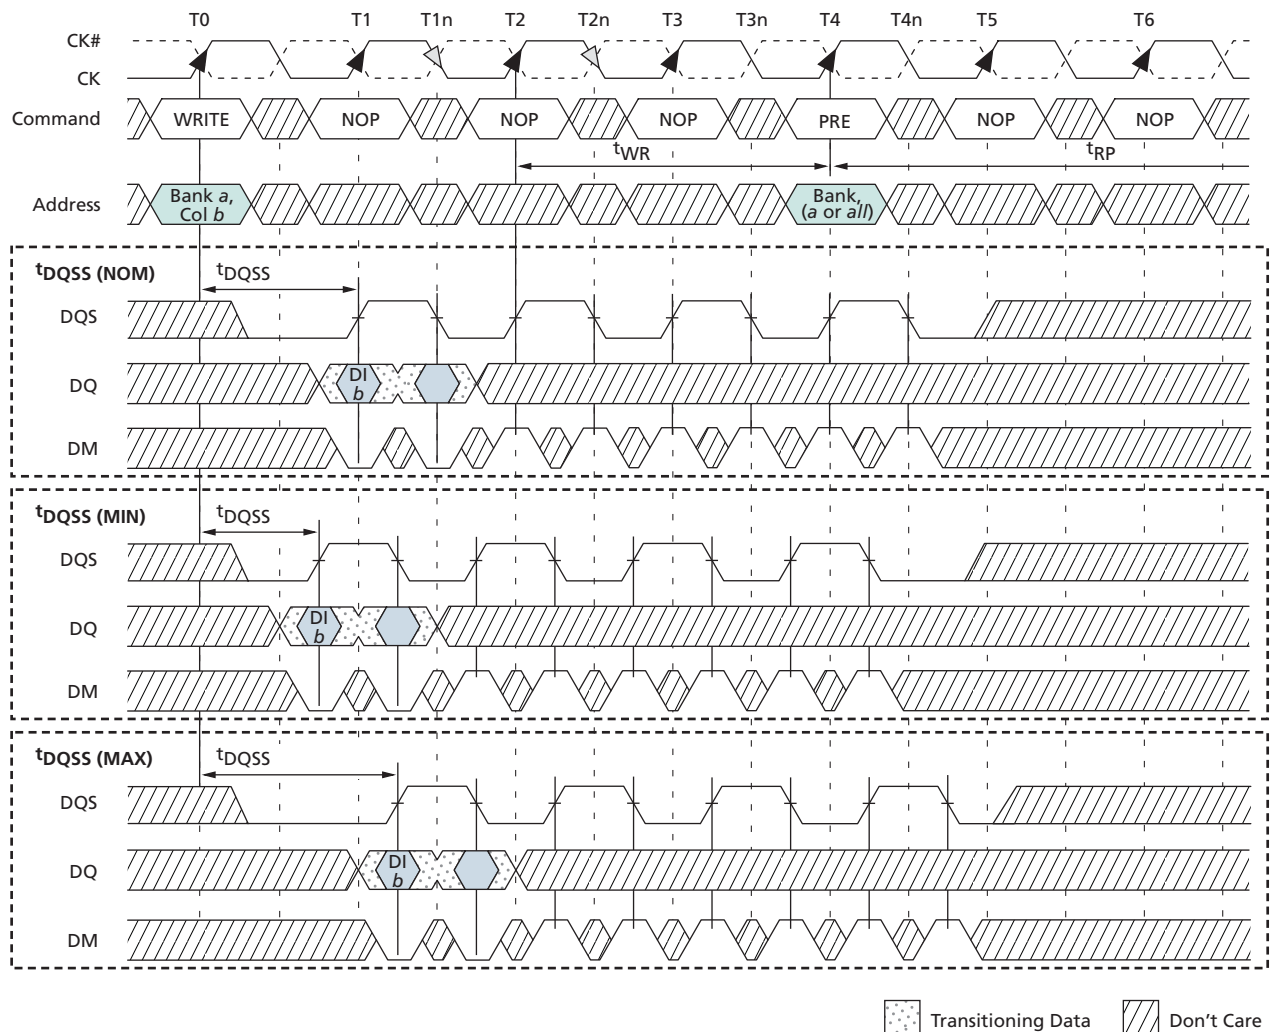 T0 T1 T1n T2 T2n T3 T3n T4 T4n T5 T6
CK#
CK
Command WRITE NOP NOP NOP PRE NOP NOP
tWR tRP
Address Bank a, Col b Bank, (a or all)
tDQSS (NOM) tDQSS
DQS
DQ DI b
DM
tDQSS (MIN) tDQSS
DQS
DQ DI b
DM
tDQSS (MAX) tDQSS
DQS
DQ DI b
DM
Transitioning Data Don't Care